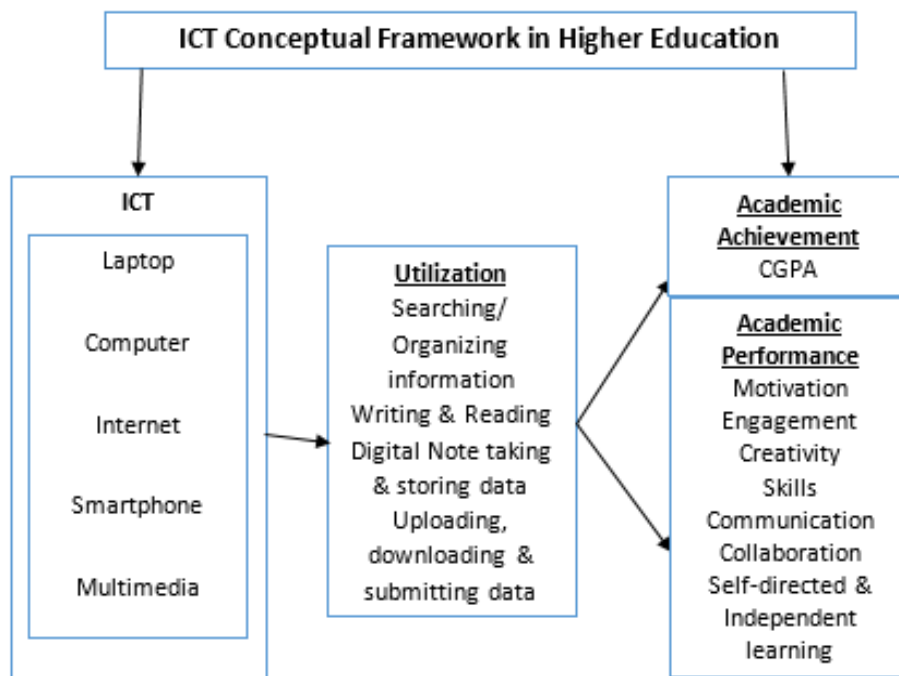 ICT Conceptual Framework in Higher Education
ICT
Laptop
Computer
Internet
Smartphone
Multimedia
Utilization
Searching/
Organizing
information
Writing & Reading
Digital Note taking
& storing data
Uploading,
downloading &
submitting data
Academic
Achievement
CGPA
Academic
Performance
Motivation
Engagement
Creativity
Skills
Communication
Collaboration
Self-directed &
Independent
learning